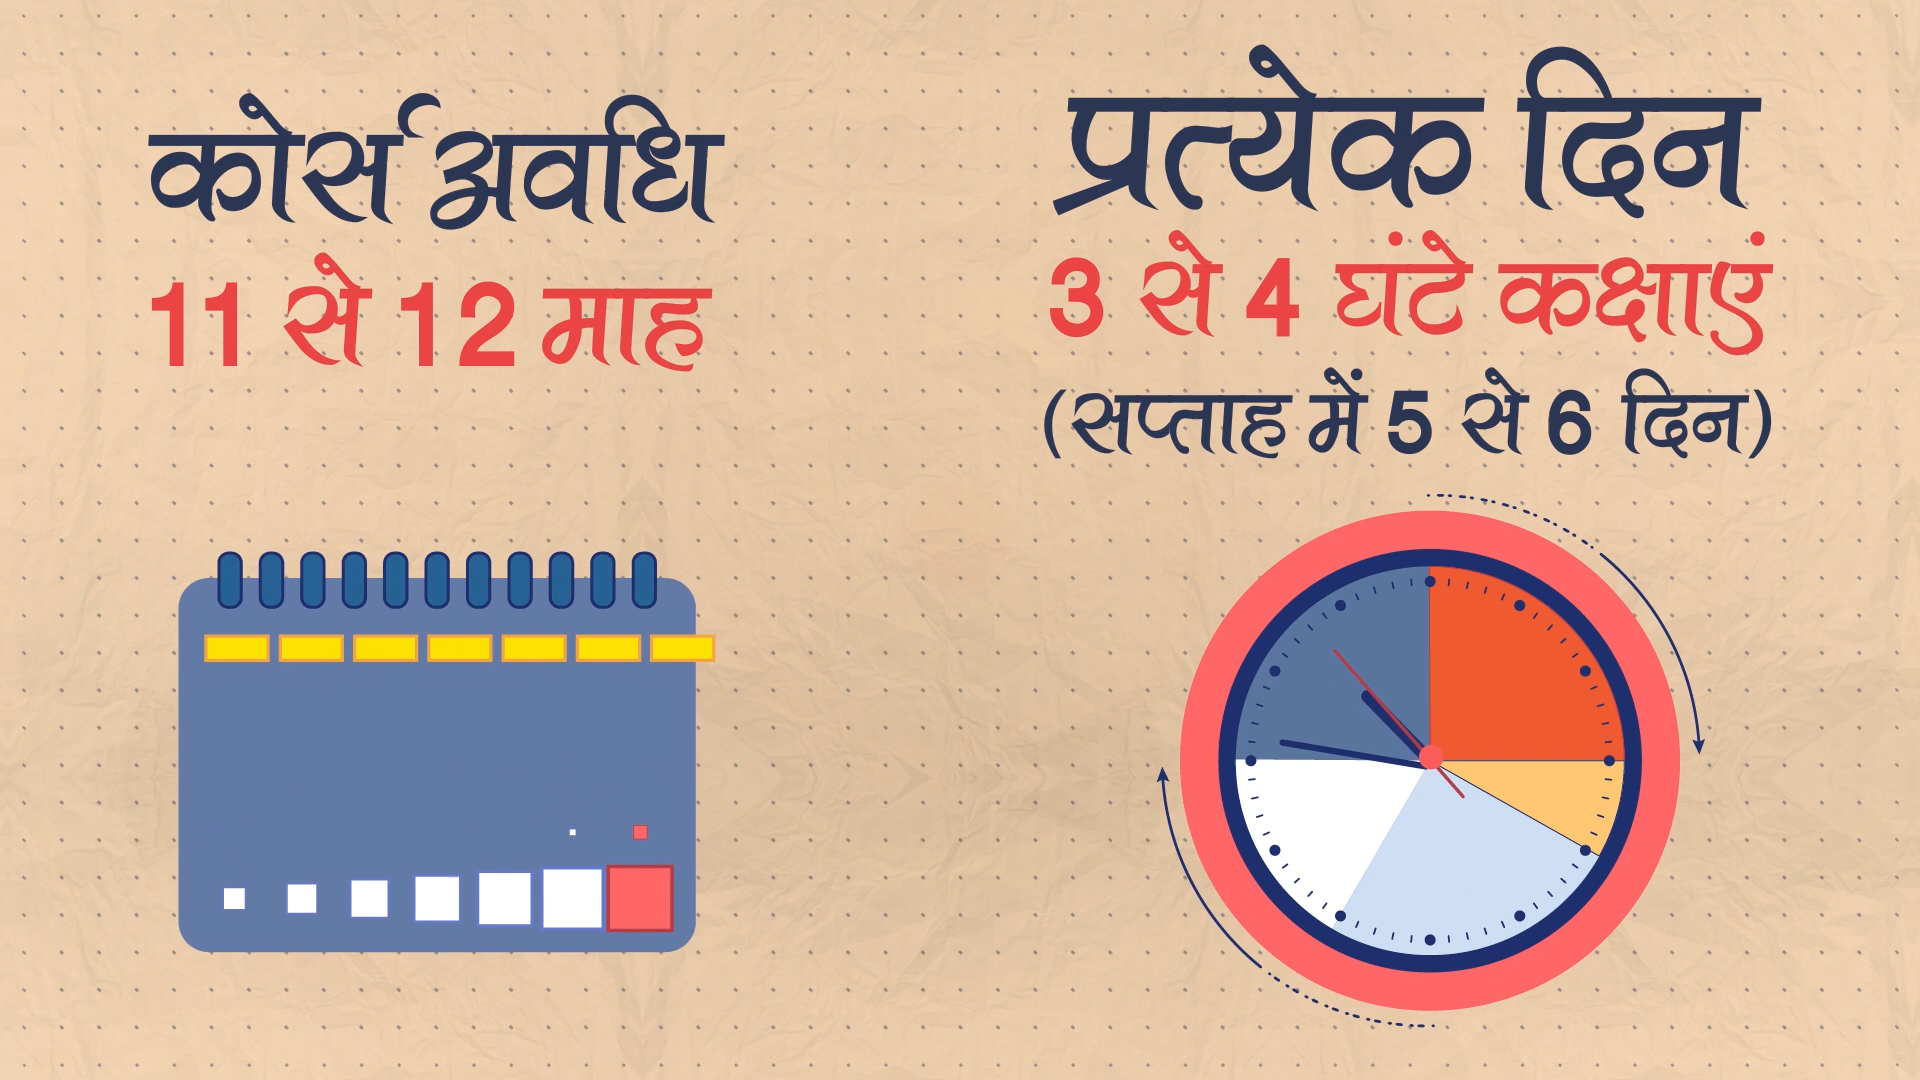 कोर्स अवधि
11 से 12 माह
प्रत्येक दिन
3 से 4 घंटे कक्षाएं
(सप्ताह में 5 से 6 दिन)